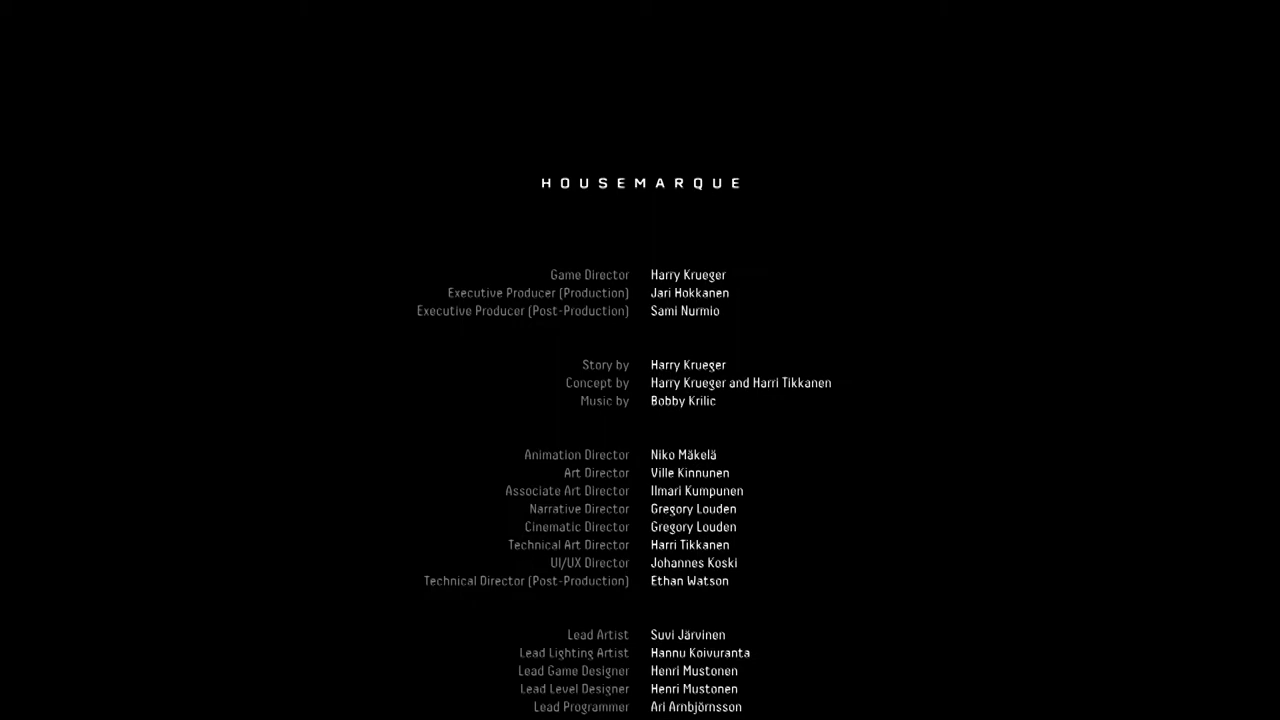 HOUSEMARQUE
Game Director Harry Krueger
Executive Producer (Production) Jari Hokkanen
Executive Producer (Post-Production) Sami Nurmio
Story by Harry Krueger
Concept by Harry Krueger and Harri Tikkanen
Music by Bobby Krilic
Animation Director Niko Mäkelä
Art Director Ville Kinnunen
Associate Art Director Ilmari Kumpunen
Narrative Director Gregory Louden
Cinematic Director Gregory Louden
Technical Art Director Harri Tikkanen
UI/UX Director Johannes Koski
Technical Director (Post-Production) Ethan Watson
Lead Artist Suvi Järvinen
Lead Lighting Artist Hannu Koivuranta
Lead Game Designer Henri Mustonen
Lead Level Designer Henri Mustonen
Lead Programmer Ari Arnbjörnsson